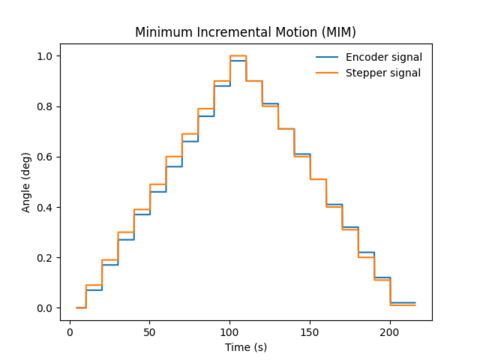 Minimum Incremental Motion (MIM)
Encoder signal
Stepper signal
1.0
0.8
0.6
0.4
0.2
0.0
Angle (deg)
0 50 100 150 200
Time (s)